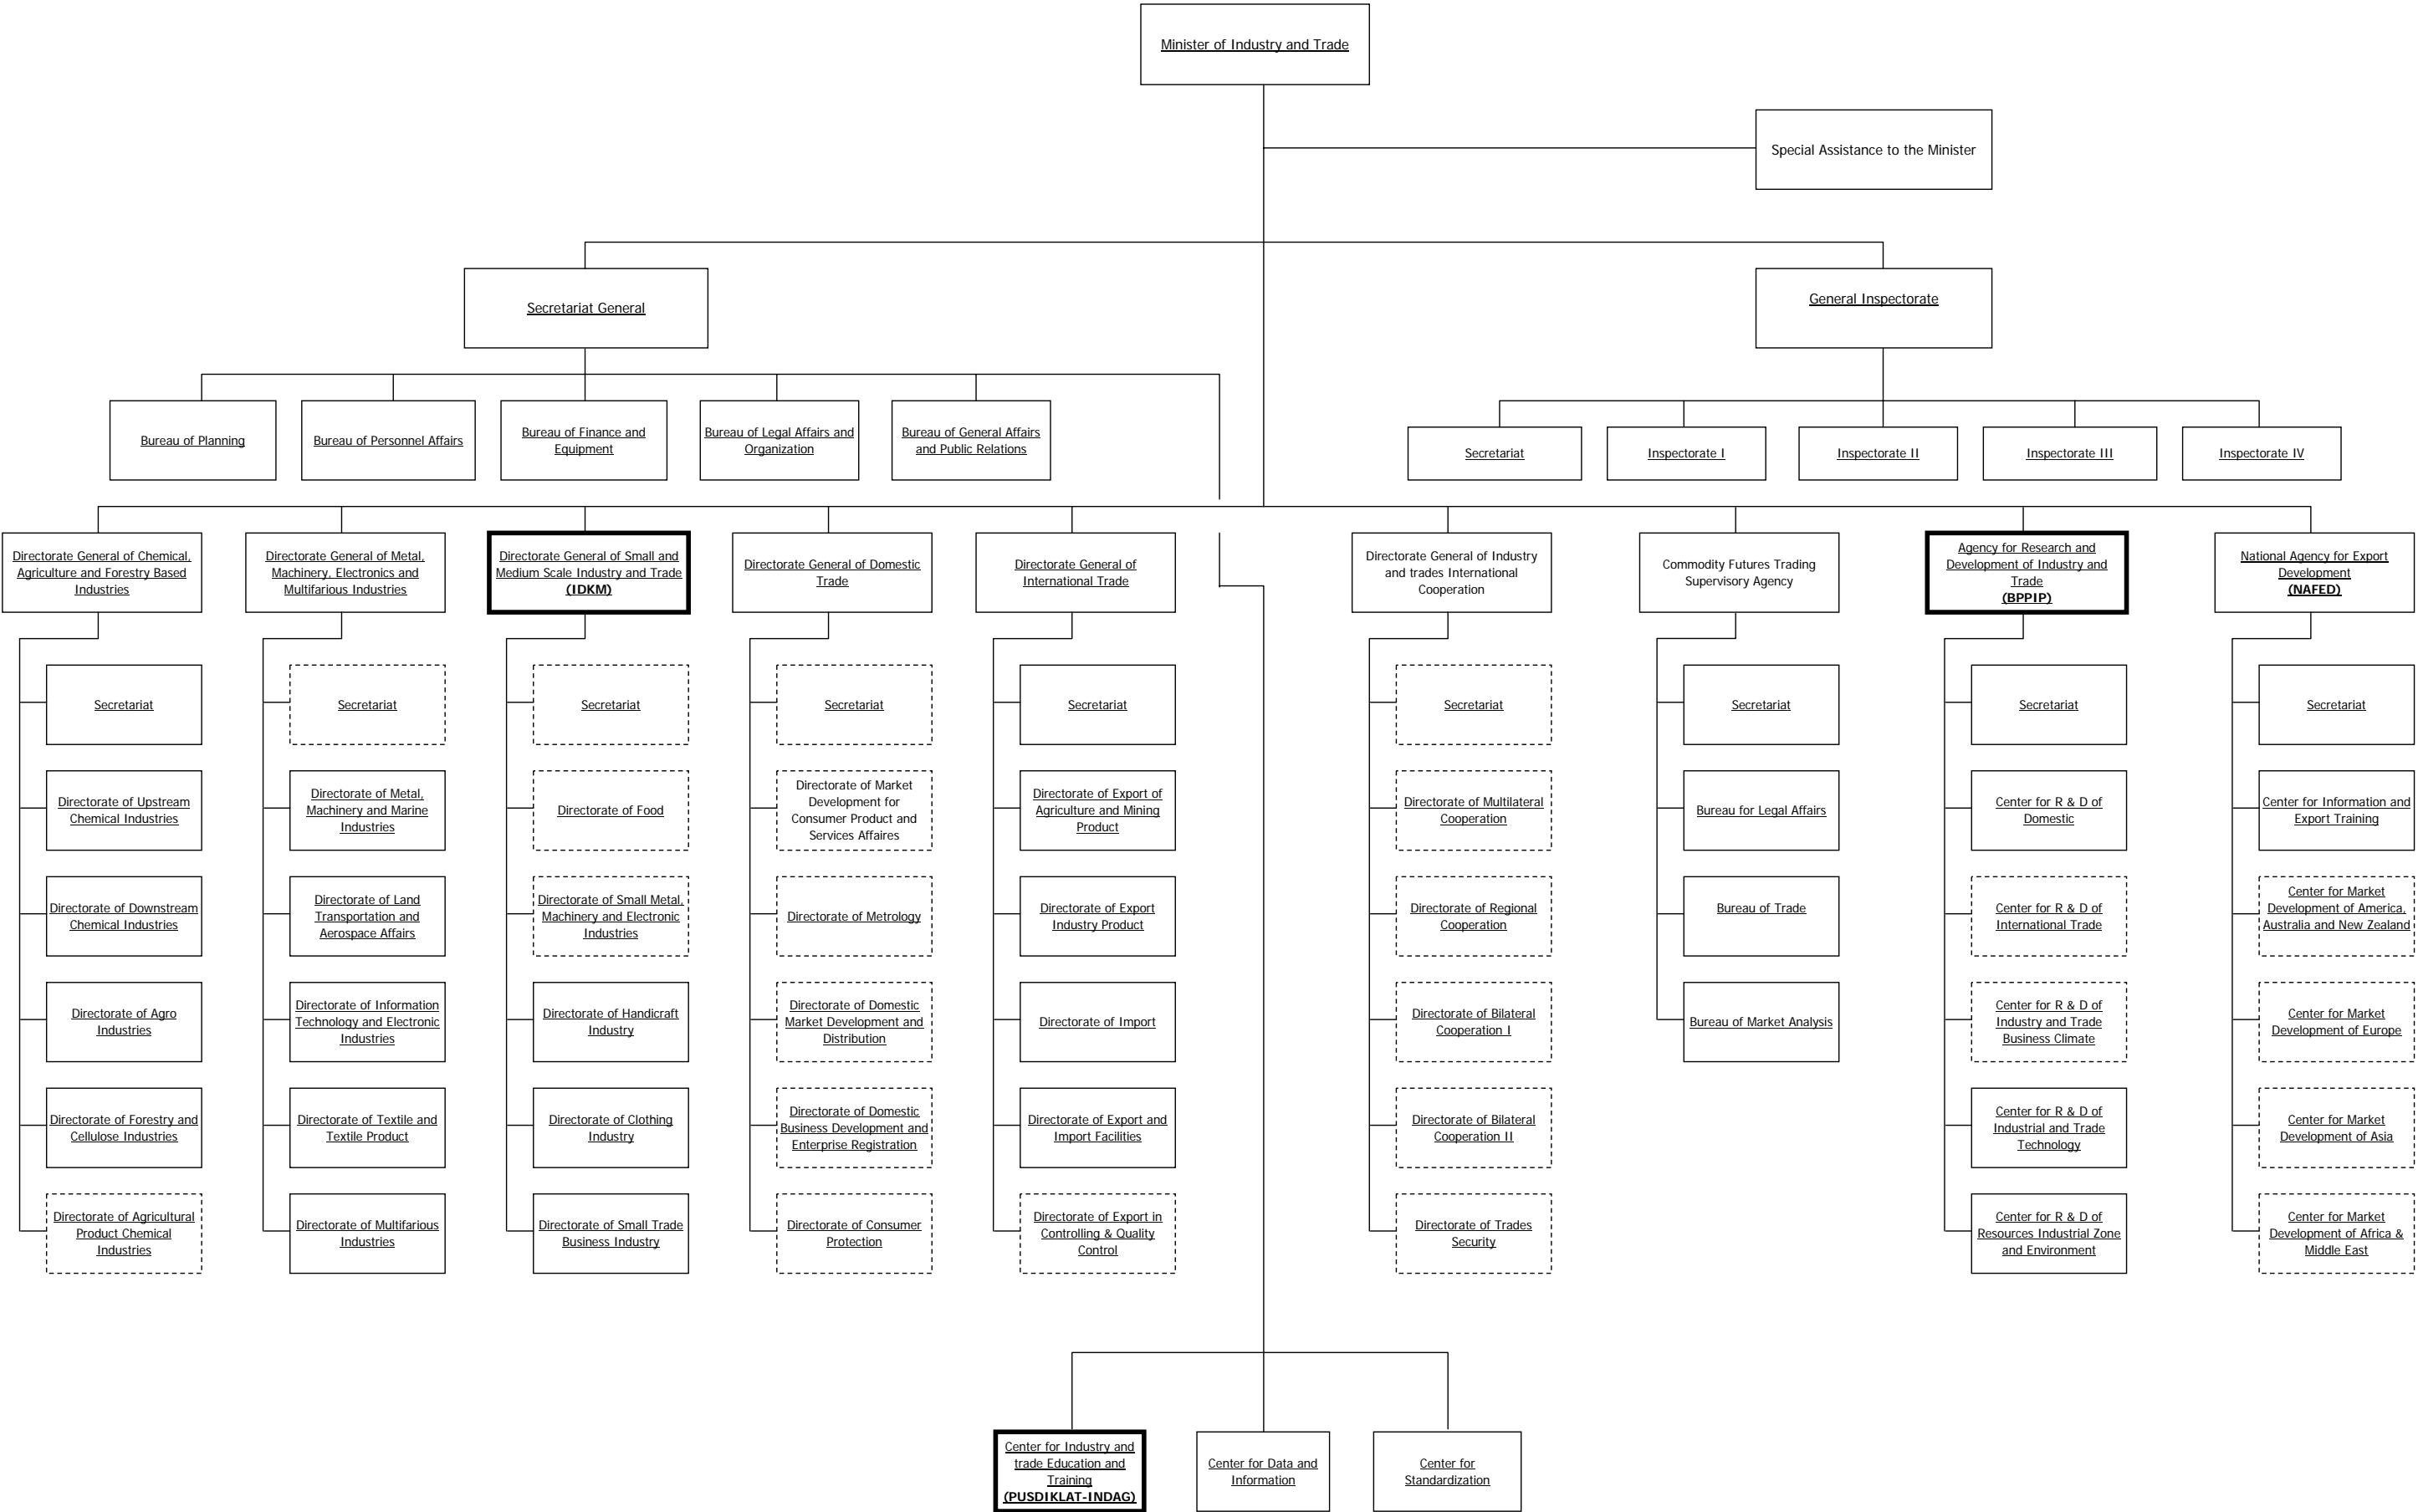 Minister of Industry and Trade
Special Assistance to the Minister
Secretariat General
General Inspectorate
Bureau of Planning
Bureau of Personnel Affairs
Bureau of Finance and
Equipment
Bureau of Legal Affairs and
Organization
Bureau of General Affairs
and Public Relations
Secretariat
Inspectorate I
Inspectorate II
Inspectorate III
Inspectorate IV
Directorate General of Chemical,
Agriculture and Forestry Based
Industries
Directorate General of Metal,
Machinery, Electronics and
Multifarious Industries
Directorate General of Small and
Medium Scale Industry and Trade
(IDKM)
Directorate General of Domestic
Trade
Directorate General of
International Trade
Directorate General of Industry
and trades International
Cooperation
Commodity Futures Trading
Supervisory Agency
Agency for Research and
Development of Industry and
Trade
(BPPIP)
National Agency for Export
Development
(NAFED)
Secretariat
Secretariat
Secretariat
Secretariat
Secretariat
Secretariat
Secretariat
Secretariat
Secretariat
Directorate of Upstream
Chemical Industries
Directorate of Metal,
Machinery and Marine
Industries
Directorate of Food
Directorate of Market
Development for
Consumer Product and
Services Affaires
Directorate of Export of
Agriculture and Mining
Product
Directorate of Multilateral
Cooperation
Bureau for Legal Affairs
Center for R & D of
Domestic
Center for Information and
Export Training
Directorate of Downstream
Chemical Industries
Directorate of Land
Transportation and
Aerospace Affairs
Directorate of Small Metal,
Machinery and Electronic
Industries
Directorate of Metrology
Directorate of Export
Industry Product
Directorate of Regional
Cooperation
Bureau of Trade
Center for R & D of
International Trade
Center for Market
Development of America,
Australia and New Zealand
Directorate of Agro
Industries
Directorate of Information
Technology and Electronic
Industries
Directorate of Handicraft
Industry
Directorate of Domestic
Market Development and
Distribution
Directorate of Import
Directorate of Bilateral
Cooperation I
Bureau of Market Analysis
Center for R & D of
Industry and Trade
Business Climate
Center for Market
Development of Europe
Directorate of Forestry and
Cellulose Industries
Directorate of Textile and
Textile Product
Directorate of Clothing
Industry
Directorate of Domestic
Business Development and
Enterprise Registration
Directorate of Export and
Import Facilities
Directorate of Bilateral
Cooperation II
Center for R & D of
Industrial and Trade
Technology
Center for Market
Development of Asia
Directorate of Agricultural
Product Chemical
Industries
Directorate of Multifarious
Industries
Directorate of Small Trade
Business Industry
Directorate of Consumer
Protection
Directorate of Export in
Controlling & Quality
Control
Directorate of Trades
Security
Center for R & D of
Resources Industrial Zone
and Environment
Center for Market
Development of Africa &
Middle East
Center for Industry and
trade Education and
Training
(PUSDIKLAT-INDAG)
Center for Data and
Information
Center for
Standardization